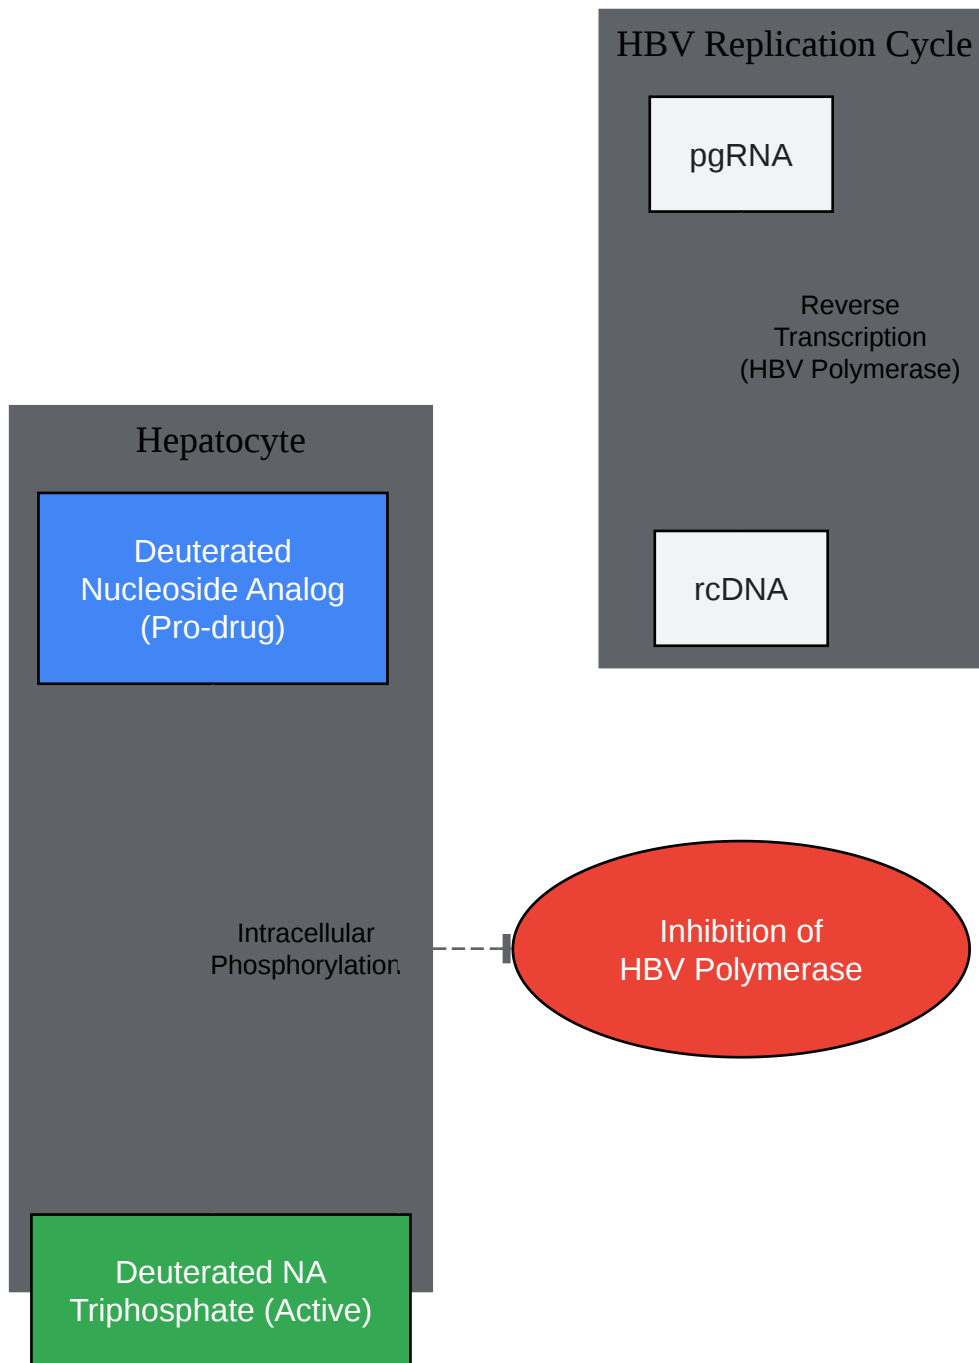 HBV Replication Cycle
pgRNA
Reverse
Transcription
(HBV Polymerase)
rcDNA
Hepatocyte
Deuterated
Nucleoside Analog
(Pro-drug)
Intracellular
Phosphorylation
Inhibition of
HBV Polymerase
Deuterated NA
Triphosphate (Active)